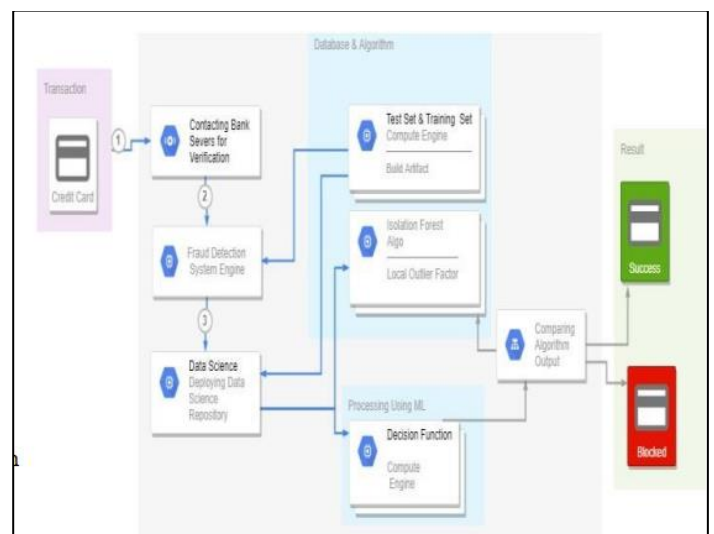 Database & Algorithm
Transaction
Credit Card
1
Contacting Bank
Severs for
Verification
2
Fraud Detection
System Engine
3
Data Science
Deploying Data
Science
Repository
Test Set & Training Set
Compute Engine
Build Artifact
Isolation Forest
Algo
Local Outlier Factor
Processing Using ML
Decision Function
Compute
Engine
Comparing
Algorithm
Output
Result
Success
Blocked